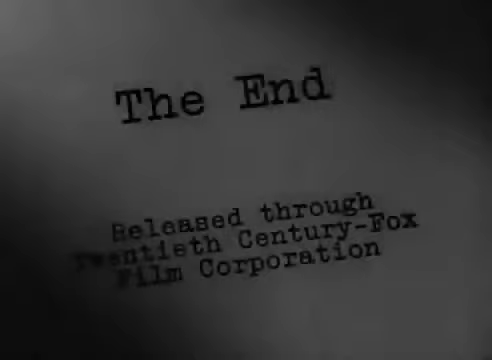 The End
Released through
Twentieth Century-Fox
Film Corporation